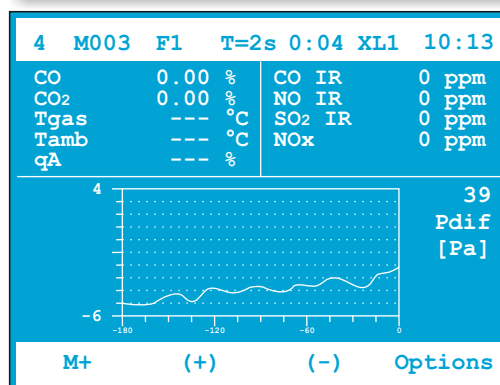 4 M003 F1 T=2s 0:04 XL1 10:13
CO 0.00 % CO IR 0 ppm
CO2 0.00 % NO IR 0 ppm
Tgas --- °C SO2 IR 0 ppm
Tamb --- °C NOx 0 ppm
qA --- %
4 39
Pdif
[Pa]
-6
-180 -120 -60 0
M+ (+) (-) Options